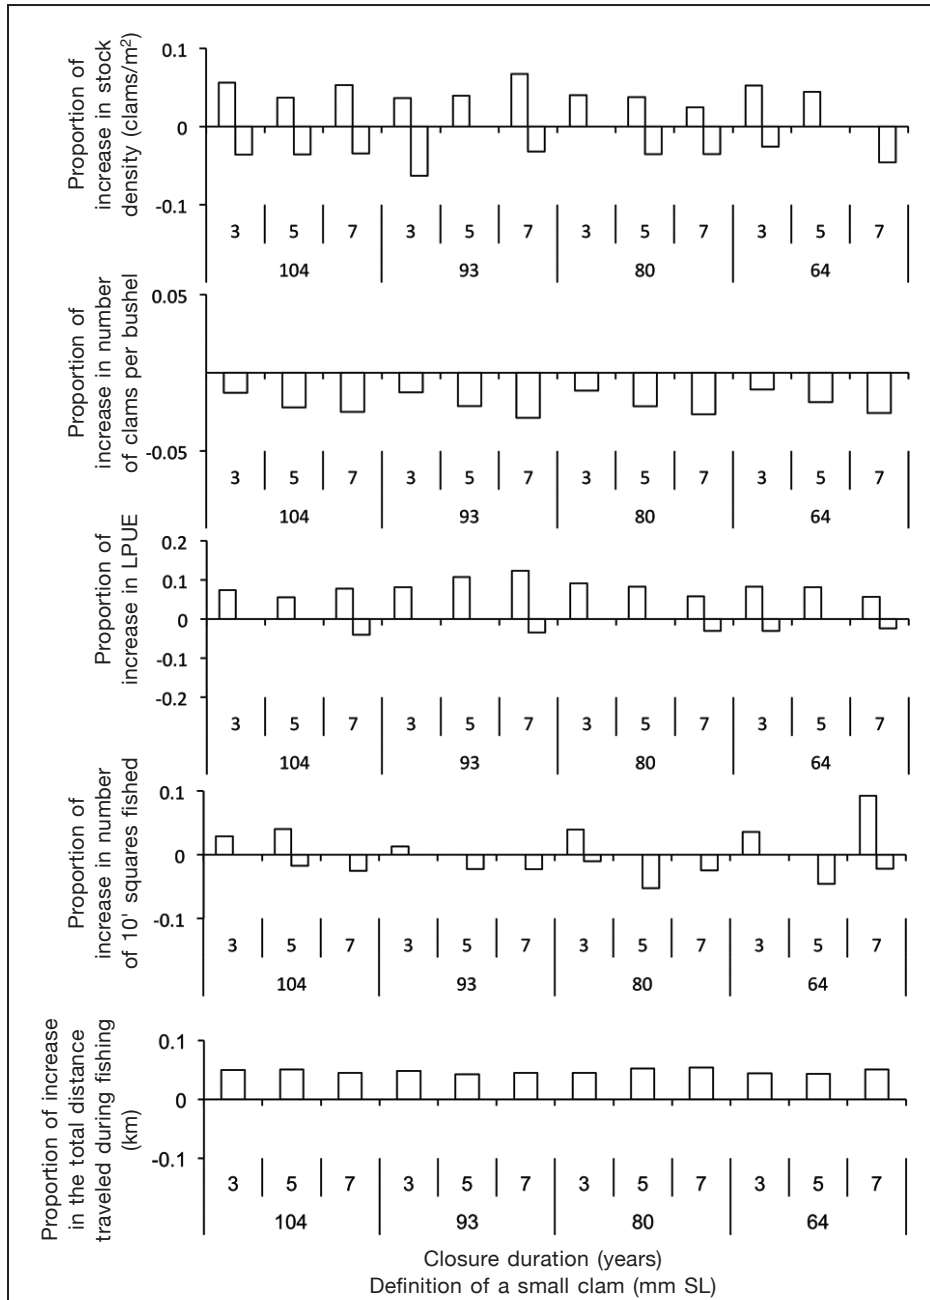 Proportion of
increase in stock
density (clams/m²)
0.1
0
-0.1
3 5 7 3 5 7 3 5 7 3 5 7
104 93 80 64
Proportion of
increase in number
of clams per bushel
0.05
-0.05
3 5 7 3 5 7 3 5 7 3 5 7
104 93 80 64
Proportion of
increase in LPUE
0.2
0.1
0
-0.1
-0.2
3 5 7 3 5 7 3 5 7 3 5 7
104 93 80 64
Proportion of
increase in number
of 10' squares fished
0.1
0
-0.1
3 5 7 3 5 7 3 5 7 3 5 7
104 93 80 64
Proportion of increase
in the total distance
traveled during fishing
(km)
0.1
0
-0.1
3 5 7 3 5 7 3 5 7 3 5 7
104 93 80 64
Closure duration (years)
Definition of a small clam (mm SL)